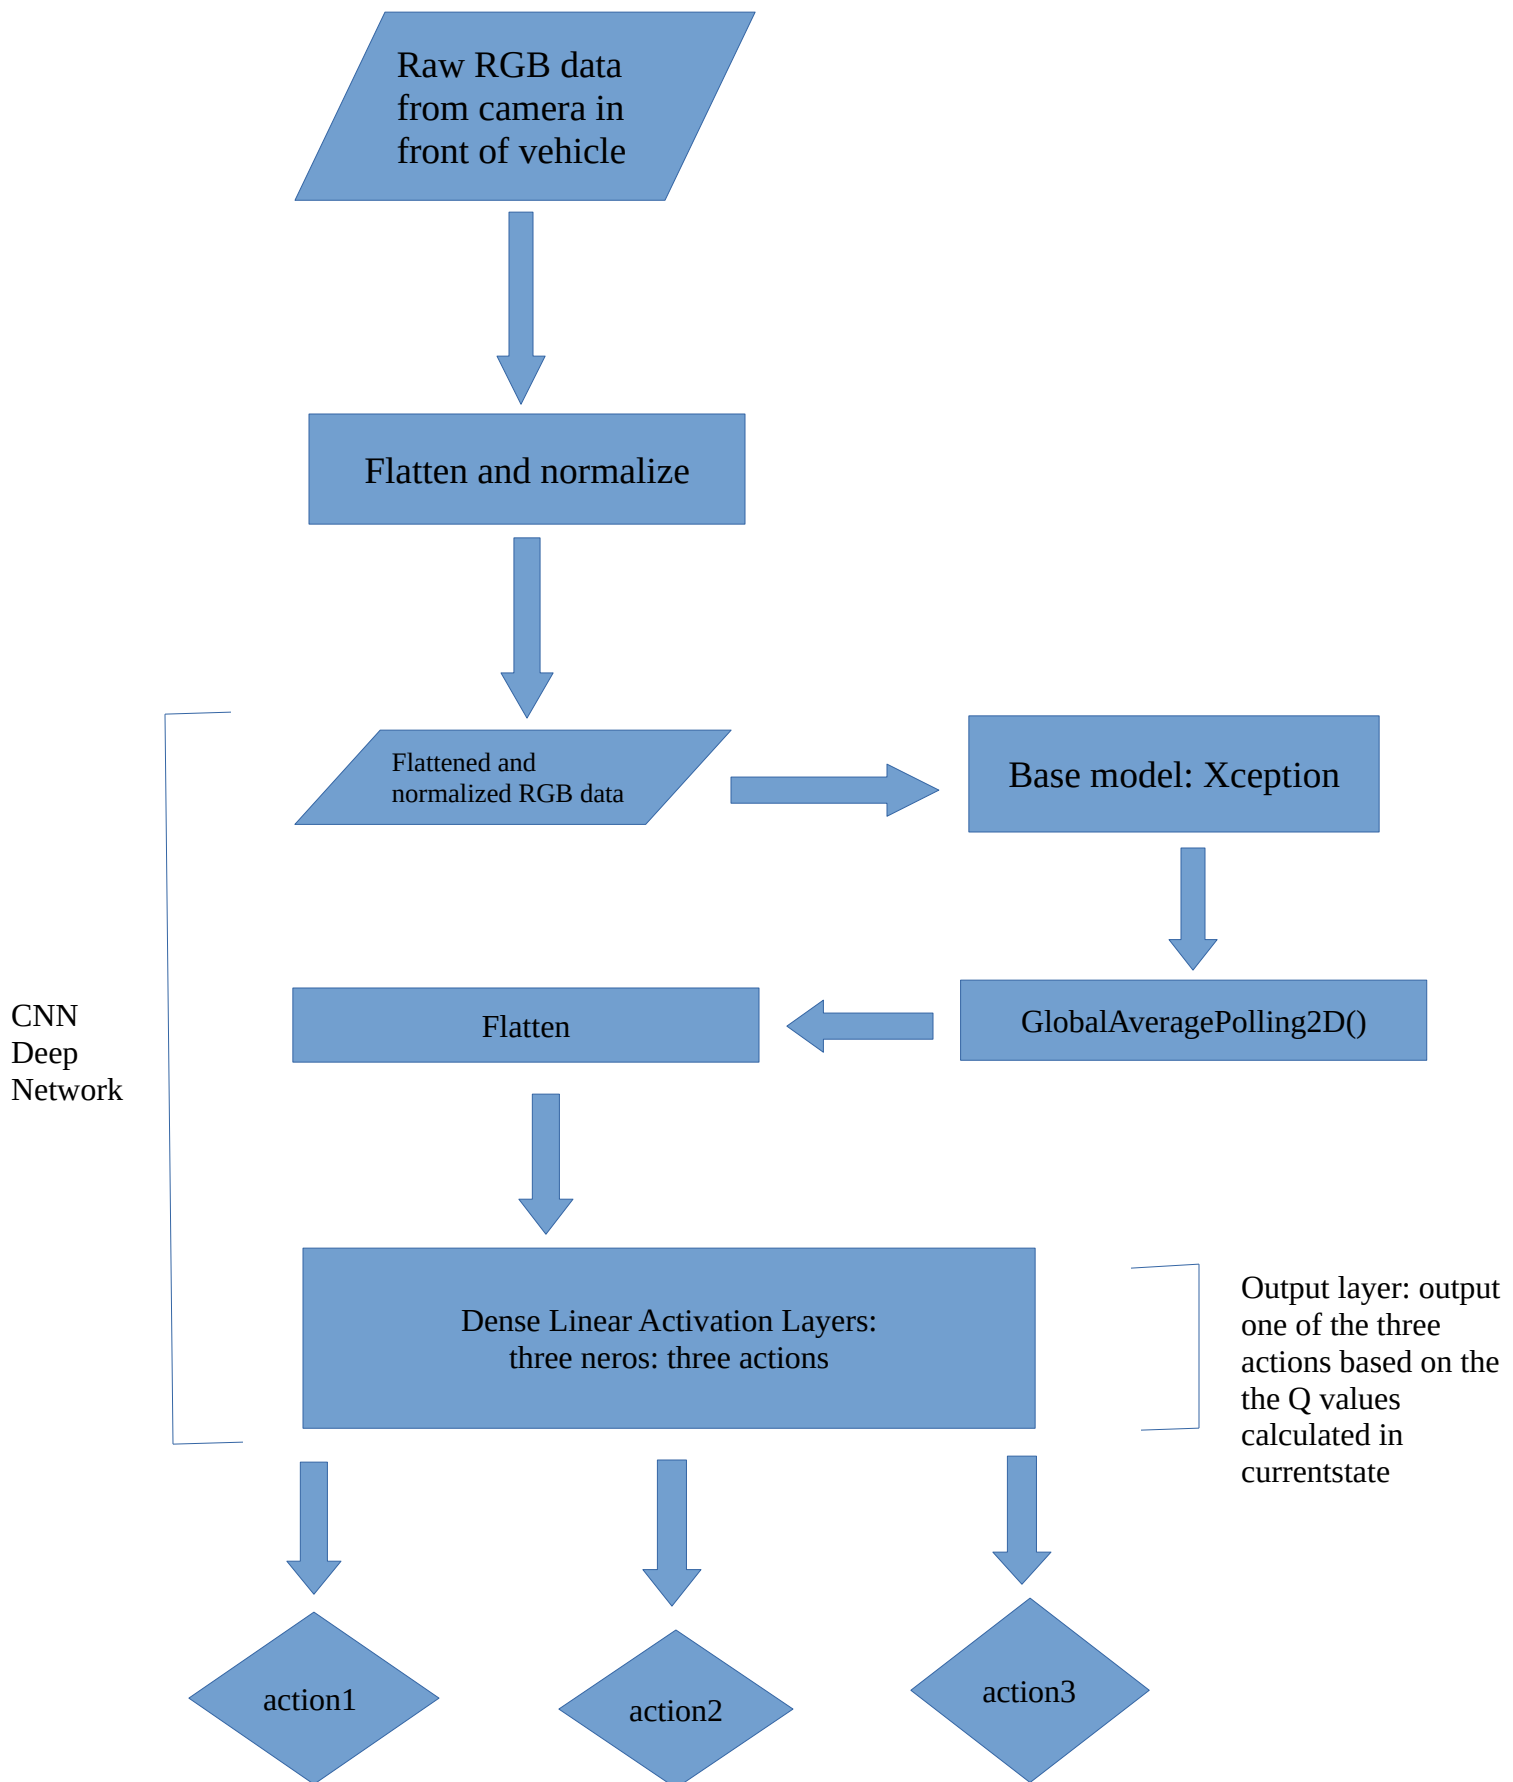 Raw RGB data
from camera in
front of vehicle
Flatten and normalize
Flattened and
normalized RGB data
Base model: Xception
GlobalAveragePolling2D()
Flatten
CNN
Deep
Network
Dense Linear Activation Layers:
three neros: three actions
Output layer: output
one of the three
actions based on the
the Q values
calculated in
currentstate
action1
action2
action3